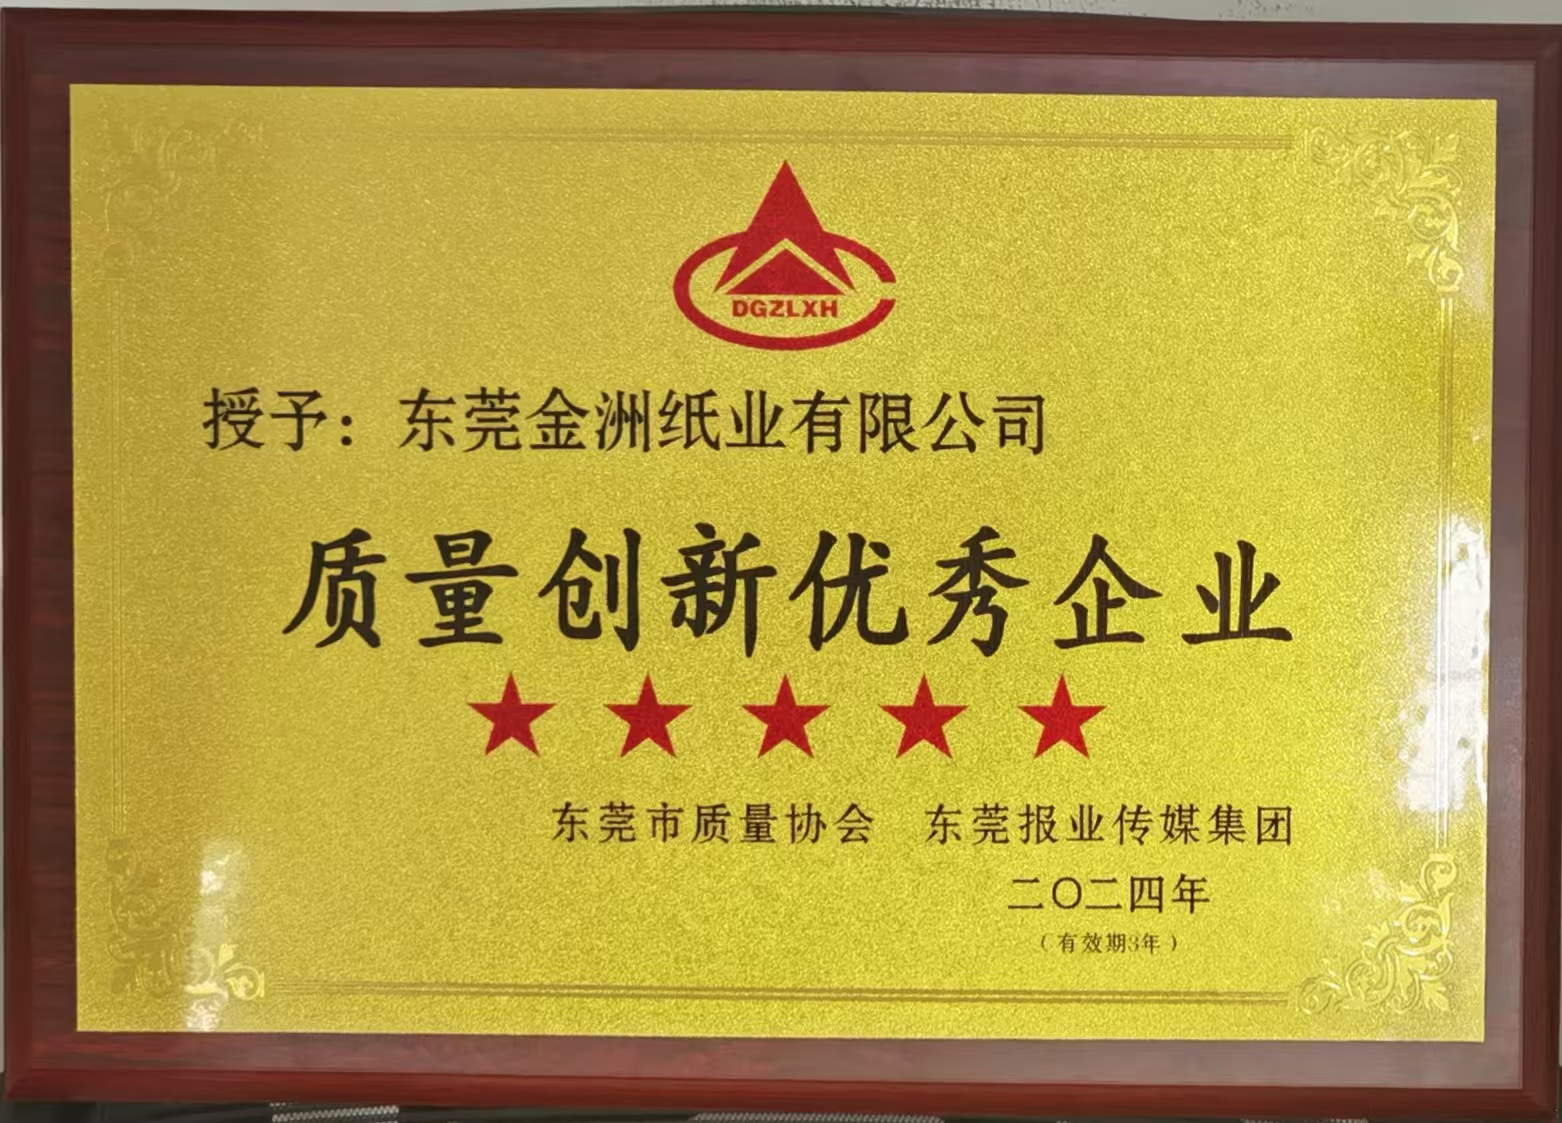 DGZLXH
授予：东莞金洲纸业有限公司
质量创新优秀企业
东莞市质量协会 东莞报业传媒集团
二〇二四年
（有效期3年）